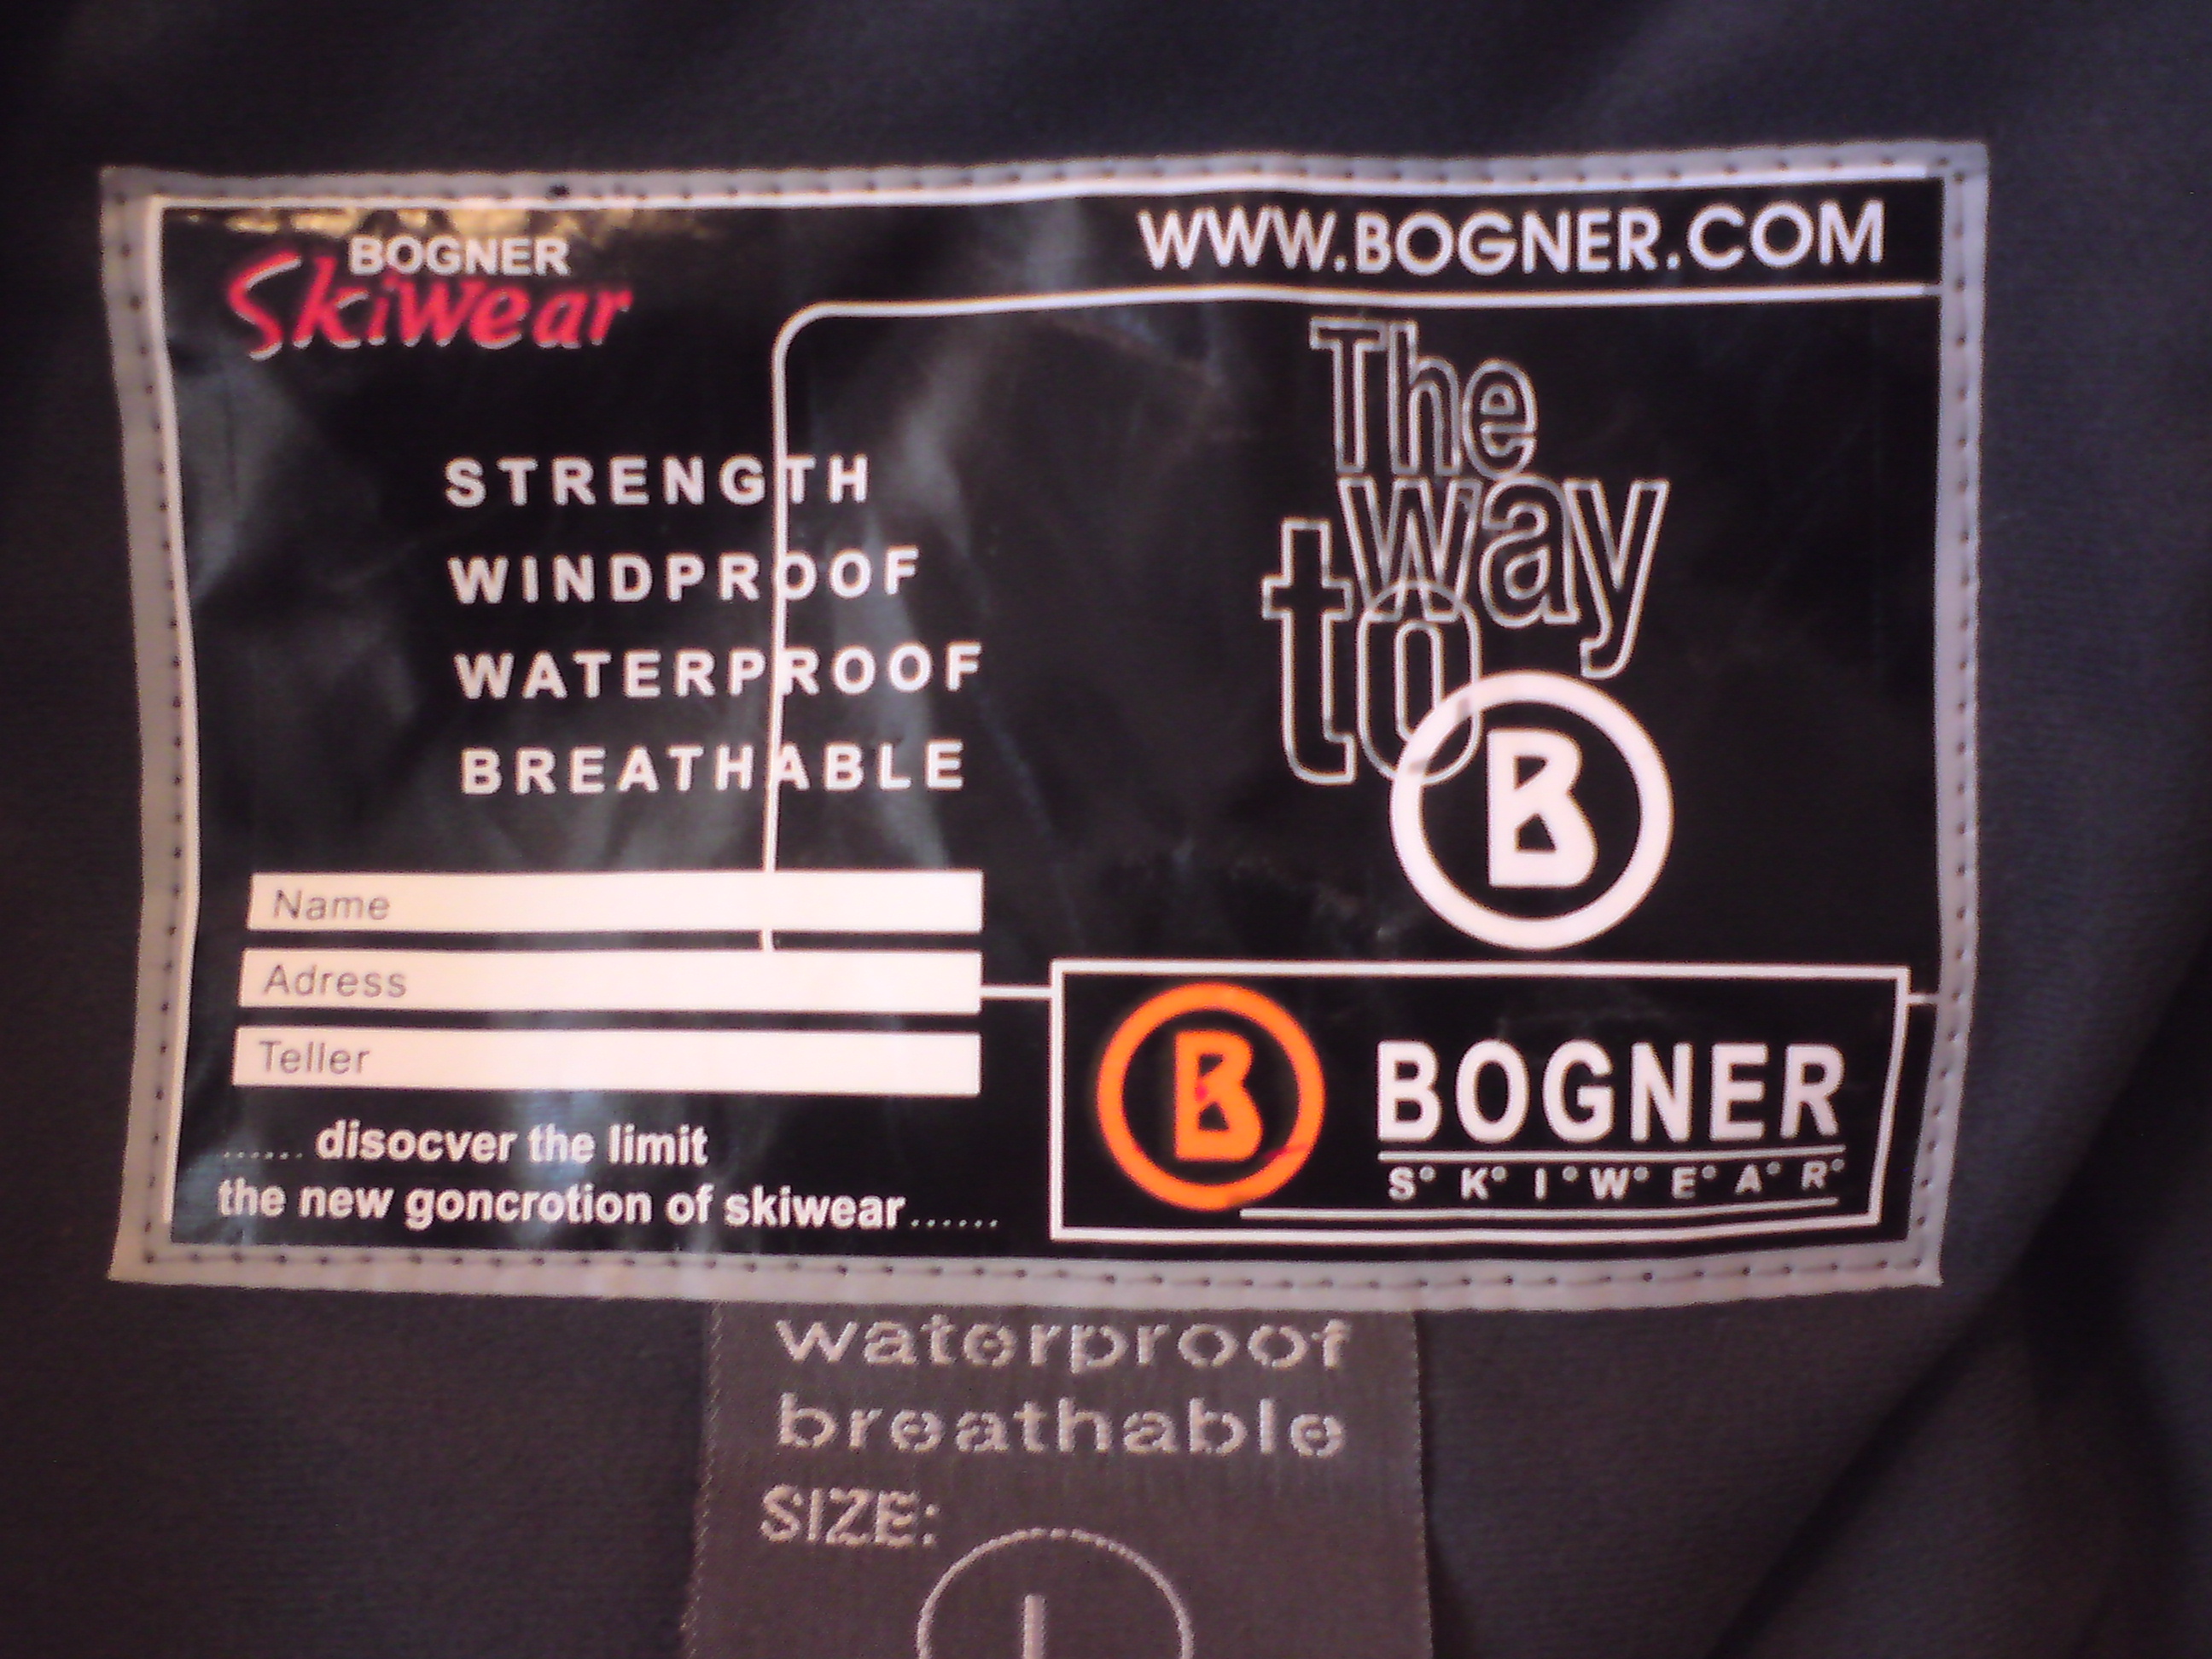 BOGNER
Skiwear
WWW.BOGNER.COM
STRENGTH
WINDPROOF
WATERPROOF
BREATHABLE
The
way
to
B
Name
Adress
Teller
...... disocver the limit
the new goncrotion of skiwear......
B
BOGNER
S° K° I° W° E° A° R°
waterproof
breathable
SIZE: